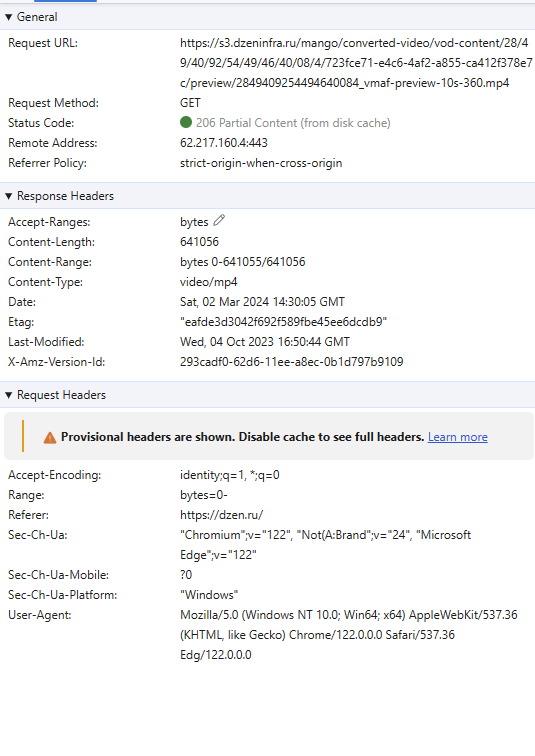 General
Request URL: https://s3.dzeninfra.ru/mango/converted-video/vod-content/28/4
9/40/92/54/49/46/40/08/4/723fce71-e4c6-4af2-a855-ca412f378e7
c/preview/2849409254494640084_vmaf-preview-10s-360.mp4
Request Method: GET
Status Code: 206 Partial Content (from disk cache)
Remote Address: 62.217.160.4:443
Referrer Policy: strict-origin-when-cross-origin
Response Headers
Accept-Ranges: bytes
Content-Length: 641056
Content-Range: bytes 0-641055/641056
Content-Type: video/mp4
Date: Sat, 02 Mar 2024 14:30:05 GMT
Etag: "eafde3d3042f692f589fbe45ee6dcdb9"
Last-Modified: Wed, 04 Oct 2023 16:50:44 GMT
X-Amz-Version-Id: 293cadf0-62d6-11ee-a8ec-0b1d797b9109
Request Headers
Provisional headers are shown. Disable cache to see full headers. Learn more
Accept-Encoding: identity;q=1, *;q=0
Range: bytes=0-
Referer: https://dzen.ru/
Sec-Ch-Ua: "Chromium";v="122", "Not(A:Brand";v="24", "Microsoft
Edge";v="122"
Sec-Ch-Ua-Mobile: ?0
Sec-Ch-Ua-Platform: "Windows"
User-Agent: Mozilla/5.0 (Windows NT 10.0; Win64; x64) AppleWebKit/537.36
(KHTML, like Gecko) Chrome/122.0.0.0 Safari/537.36
Edg/122.0.0.0